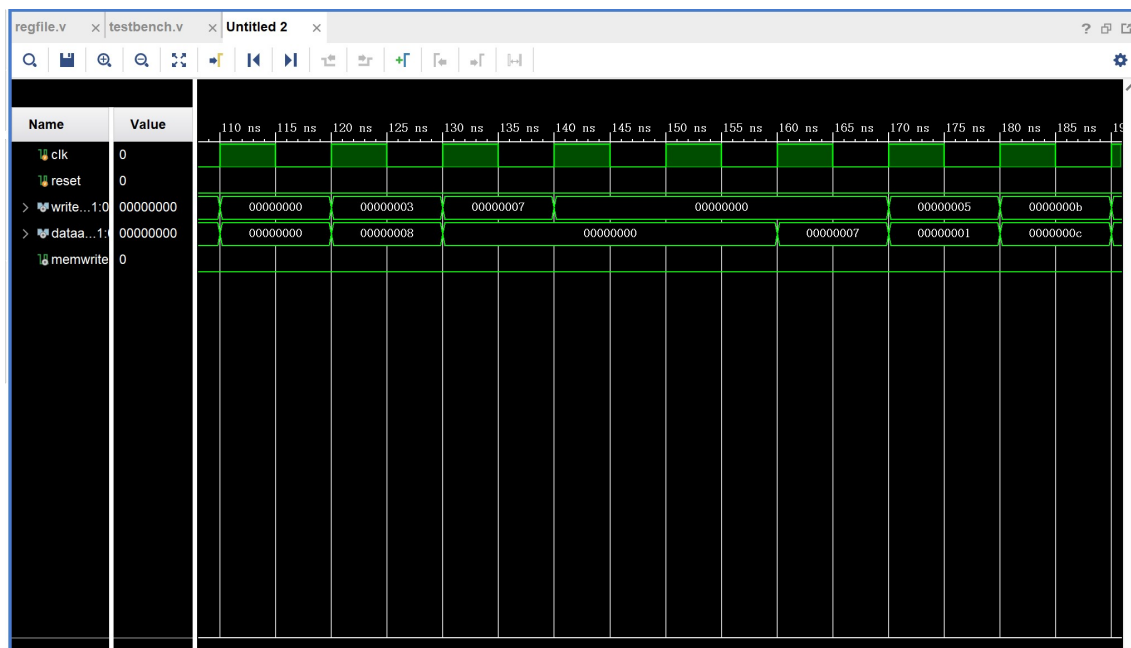 regfile.v × testbench.v × Untitled 2 ×
Name Value 110 ns 115 ns 120 ns 125 ns 130 ns 135 ns 140 ns 145 ns 150 ns 155 ns 160 ns 165 ns 170 ns 175 ns 180 ns 185 ns 19
clk 0
reset 0
write...1:0 00000000 00000000 00000003 00000007 00000000 00000005 0000000b
dataa...1: 00000000 00000000 00000008 00000000 00000007 00000001 0000000c
memwrite 0